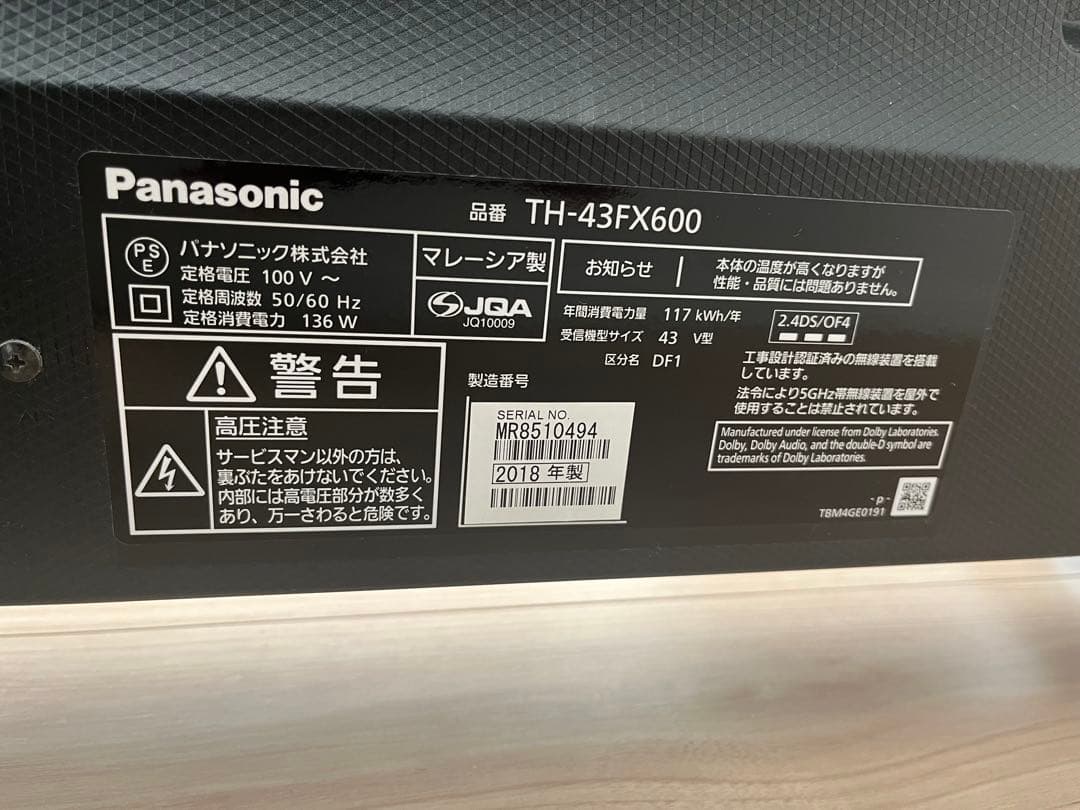 Panasonic
品番 TH-43FX600
PS
E
パナソニック株式会社
定格電圧 100 V ～
定格周波数 50/60 Hz
定格消費電力 136 W
マレーシア製
JQA
JQ10009
お知らせ
本体の温度が高くなりますが
性能・品質には問題ありません。
年間消費電力量 117 kWh/年
受信機型サイズ 43 V型
区分名 DF1
2.4DS/OF4
工事設計認証済みの無線装置を搭載
しています。
法令により5GHz帯無線装置を屋外で
使用することは禁止されています。
警告
高圧注意
サービスマン以外の方は、
裏ぶたをあけないでください。
内部には高電圧部分が数多く
あり、万一さわると危険です。
製造番号
SERIAL NO.
MR8510494
2018 年製
Manufactured under license from Dolby Laboratories.
Dolby, Dolby Audio, and the double-D symbol are
trademarks of Dolby Laboratories.
- p -
TBM4GE0191